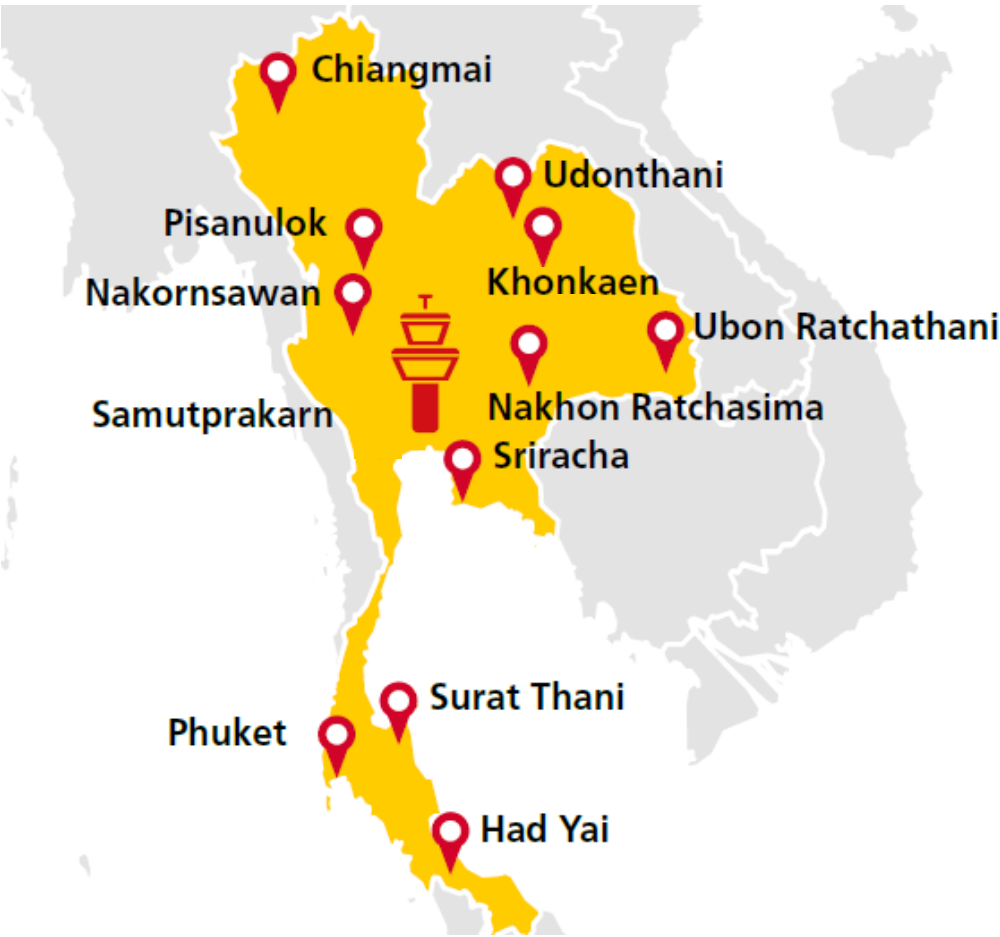 Chiangmai
Udonthani
Pisanulok
Khonkaen
Nakornsawan
Ubon Ratchathani
Samutprakarn
Nakhon Ratchasima
Sriracha
Surat Thani
Phuket
Had Yai